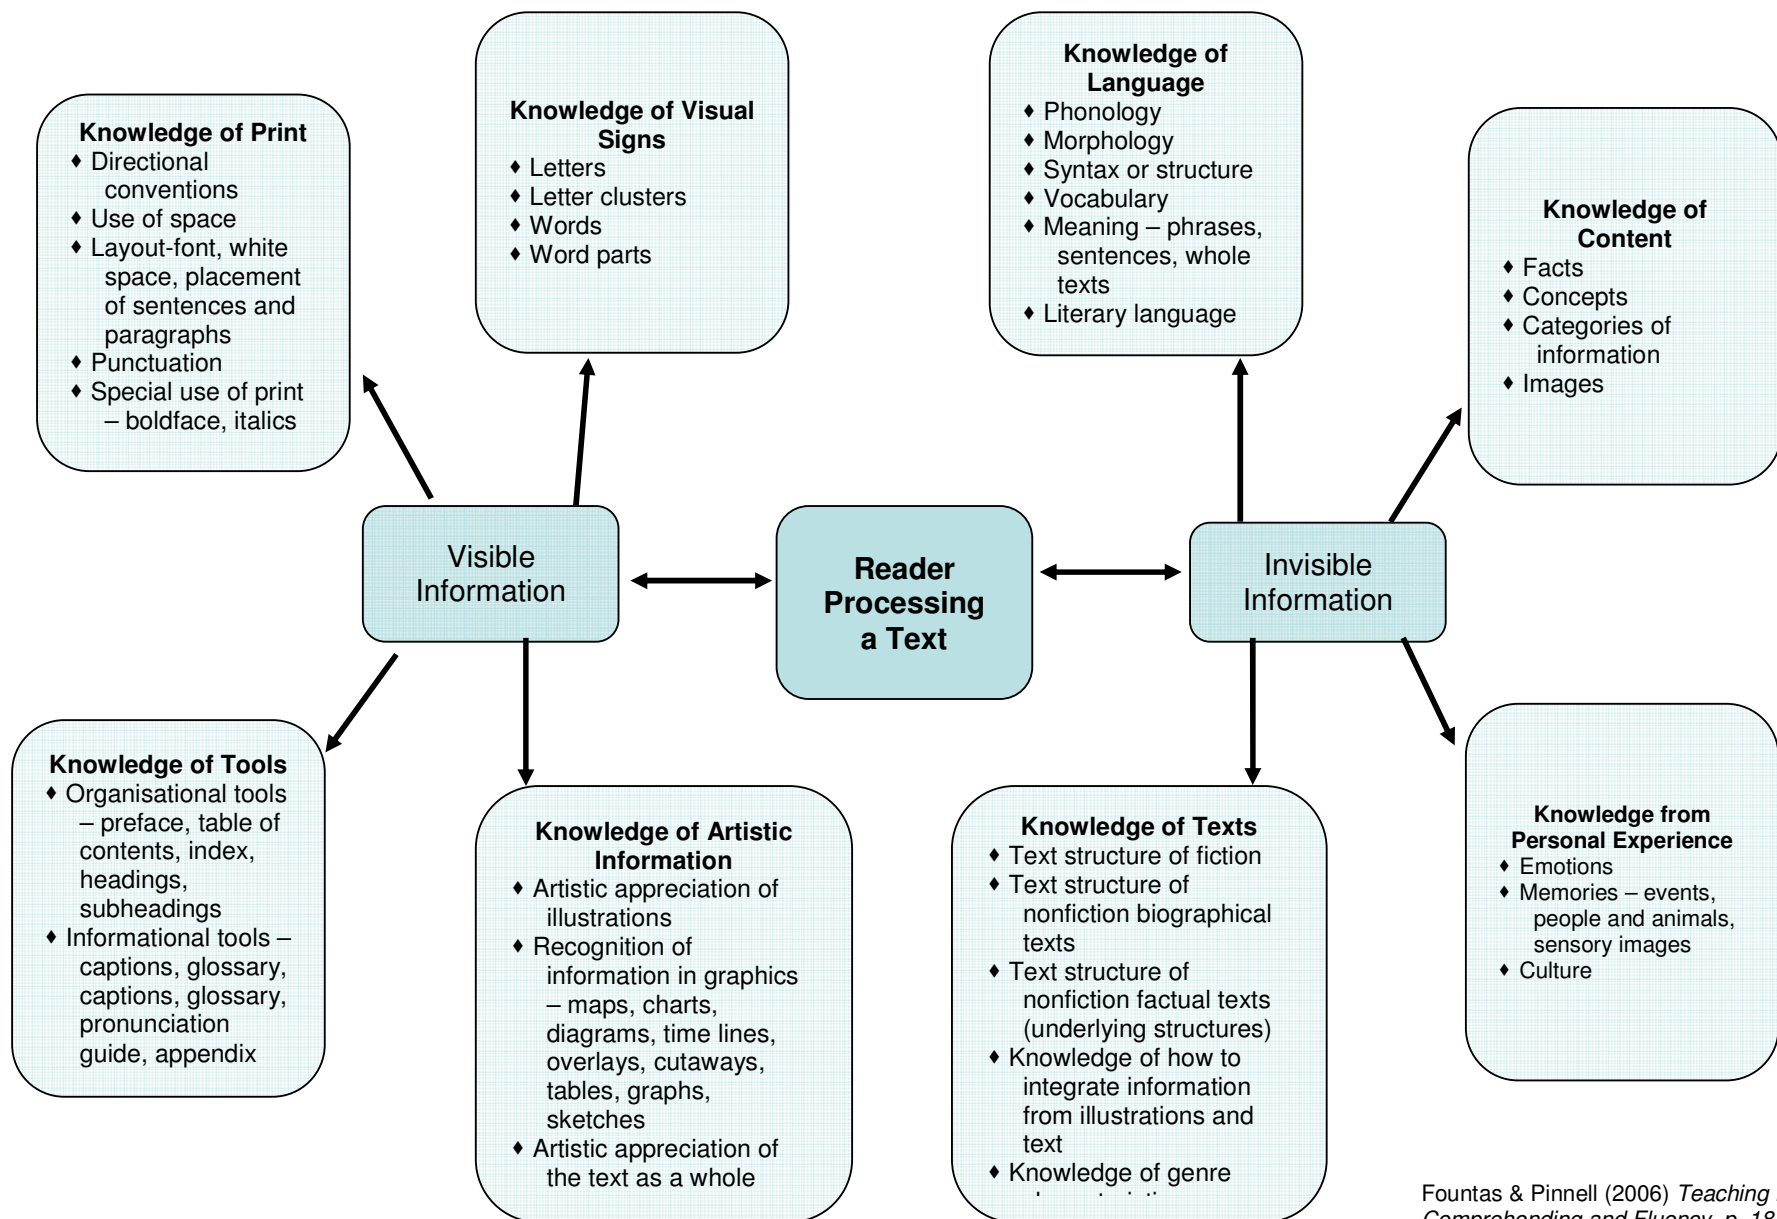 Knowledge of Print
♦ Directional
conventions
♦ Use of space
♦ Layout-font, white
space, placement
of sentences and
paragraphs
♦ Punctuation
♦ Special use of print
– boldface, italics
Knowledge of Visual
Signs
♦ Letters
♦ Letter clusters
♦ Words
♦ Word parts
Knowledge of
Language
♦ Phonology
♦ Morphology
♦ Syntax or structure
♦ Vocabulary
♦ Meaning – phrases,
sentences, whole
texts
♦ Literary language
Knowledge of
Content
♦ Facts
♦ Concepts
♦ Categories of
information
♦ Images
Visible
Information
Reader
Processing
a Text
Invisible
Information
Knowledge of Tools
♦ Organisational tools
– preface, table of
contents, index,
headings,
subheadings
♦ Informational tools –
captions, glossary,
captions, glossary,
pronunciation
guide, appendix
Knowledge of Artistic
Information
♦ Artistic appreciation of
illustrations
♦ Recognition of
information in graphics
– maps, charts,
diagrams, time lines,
overlays, cutaways,
tables, graphs,
sketches
♦ Artistic appreciation of
the text as a whole
Knowledge of Texts
♦ Text structure of fiction
♦ Text structure of
nonfiction biographical
texts
♦ Text structure of
nonfiction factual texts
(underlying structures)
♦ Knowledge of how to
integrate information
from illustrations and
text
♦ Knowledge of genre
Knowledge from
Personal Experience
♦ Emotions
♦ Memories – events,
people and animals,
sensory images
♦ Culture
Fountas & Pinnell (2006) Teaching
Comprehending and Fluency, p. 18